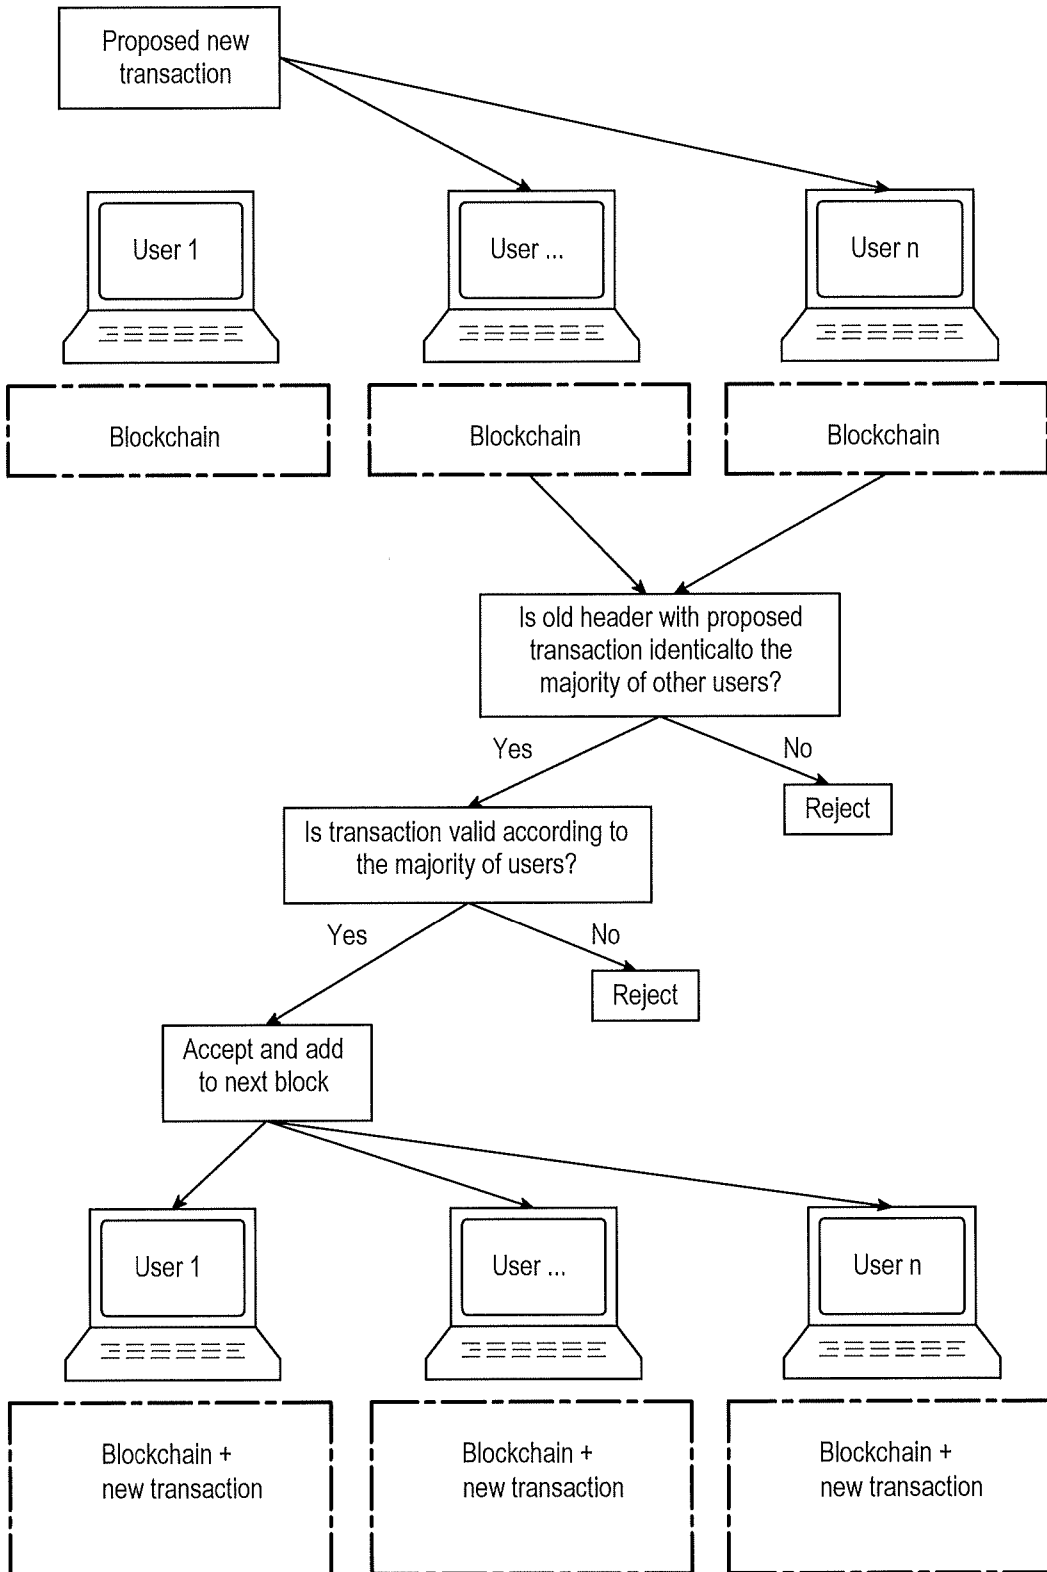 Proposed new
transaction
User 1
User ...
User n
Blockchain
Blockchain
Blockchain
Is old header with proposed
transaction identicalto the
majority of other users?
Yes
No
Reject
Is transaction valid according to
the majority of users?
Yes
No
Reject
Accept and add
to next block
User 1
User ...
User n
Blockchain +
new transaction
Blockchain +
new transaction
Blockchain +
new transaction